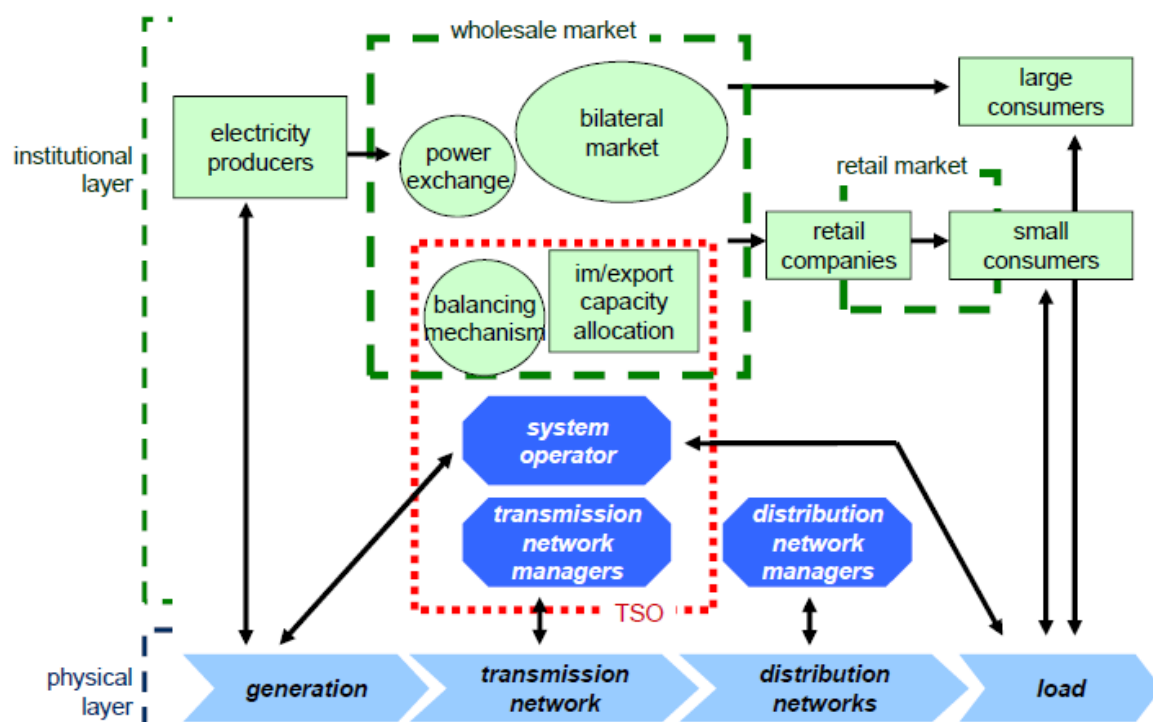 wholesale market
electricity
producers
power
exchange
bilateral
market
large
consumers
institutional
layer
retail market
retail
companies
small
consumers
balancing
mechanism
im/export
capacity
allocation
system
operator
transmission
network
managers
distribution
network
managers
TSO
physical
layer
generation
transmission
network
distribution
networks
load